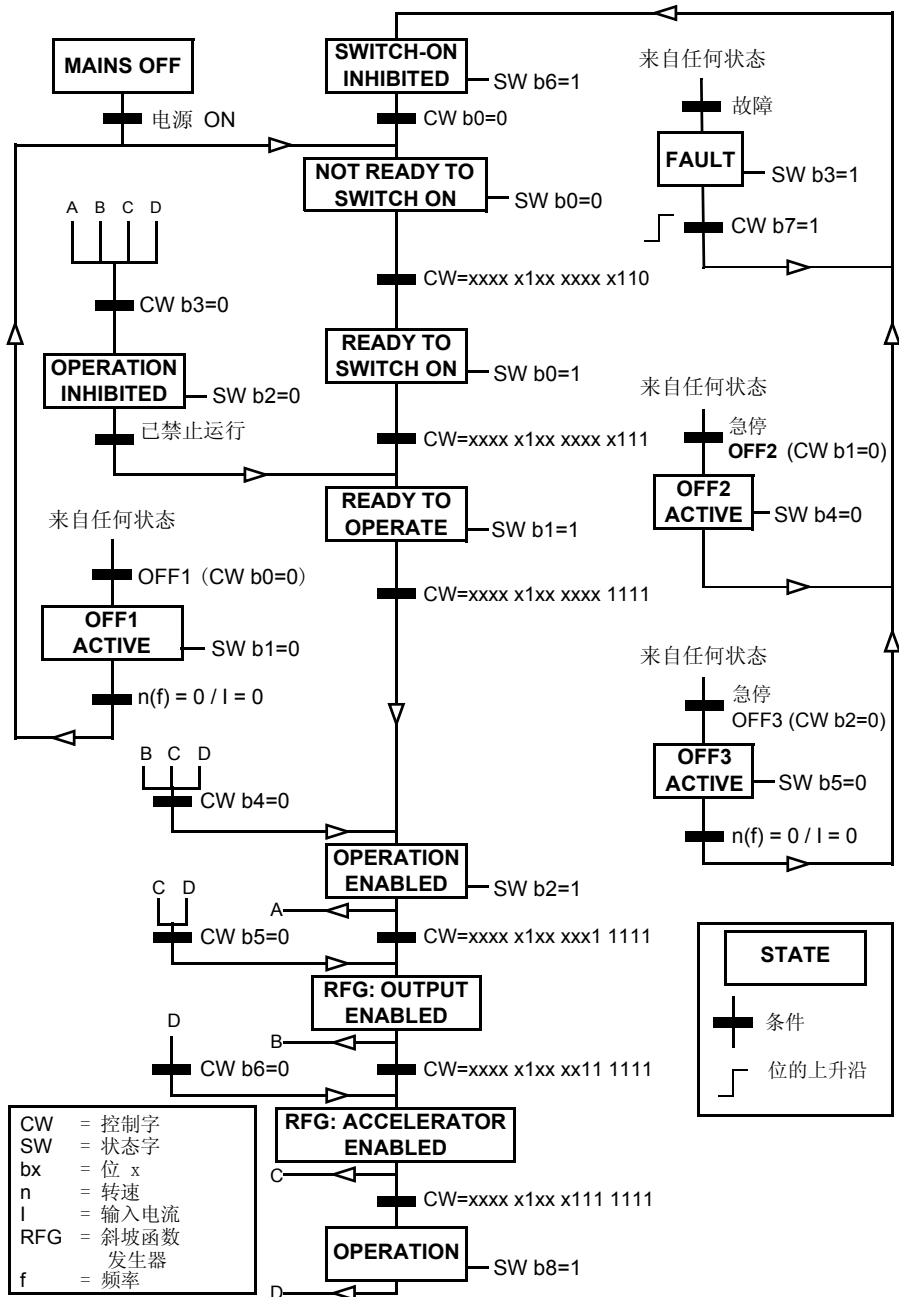 MAINS OFF
电源 ON
SWITCH-ON
INHIBITED
SW b6=1
CW b0=0
来自任何状态
故障
FAULT
SW b3=1
CW b7=1
NOT READY TO
SWITCH ON
SW b0=0
A B C D
CW b3=0
CW=xxxx x1xx xxxx x110
OPERATION
INHIBITED
SW b2=0
已禁止运行
READY TO
SWITCH ON
SW b0=1
CW=xxxx x1xx xxxx x111
来自任何状态
急停
OFF2 (CW b1=0)
OFF2
ACTIVE
SW b4=0
READY TO
OPERATE
SW b1=1
CW=xxxx x1xx xxxx 1111
来自任何状态
OFF1（CW b0=0）
OFF1
ACTIVE
SW b1=0
n(f) = 0 / I = 0
来自任何状态
急停
OFF3 (CW b2=0)
OFF3
ACTIVE
SW b5=0
n(f) = 0 / I = 0
B C D
CW b4=0
OPERATION
ENABLED
SW b2=1
A
C D
CW b5=0
CW=xxxx x1xx xxx1 1111
RFG: OUTPUT
ENABLED
B
D
CW b6=0
CW=xxxx x1xx xx11 1111
RFG: ACCELERATOR
ENABLED
C
CW=xxxx x1xx x111 1111
OPERATION
SW b8=1
D
STATE
条件
位的上升沿
CW = 控制字
SW = 状态字
bx = 位 x
n = 转速
I = 输入电流
RFG = 斜坡函数
发生器
f = 频率